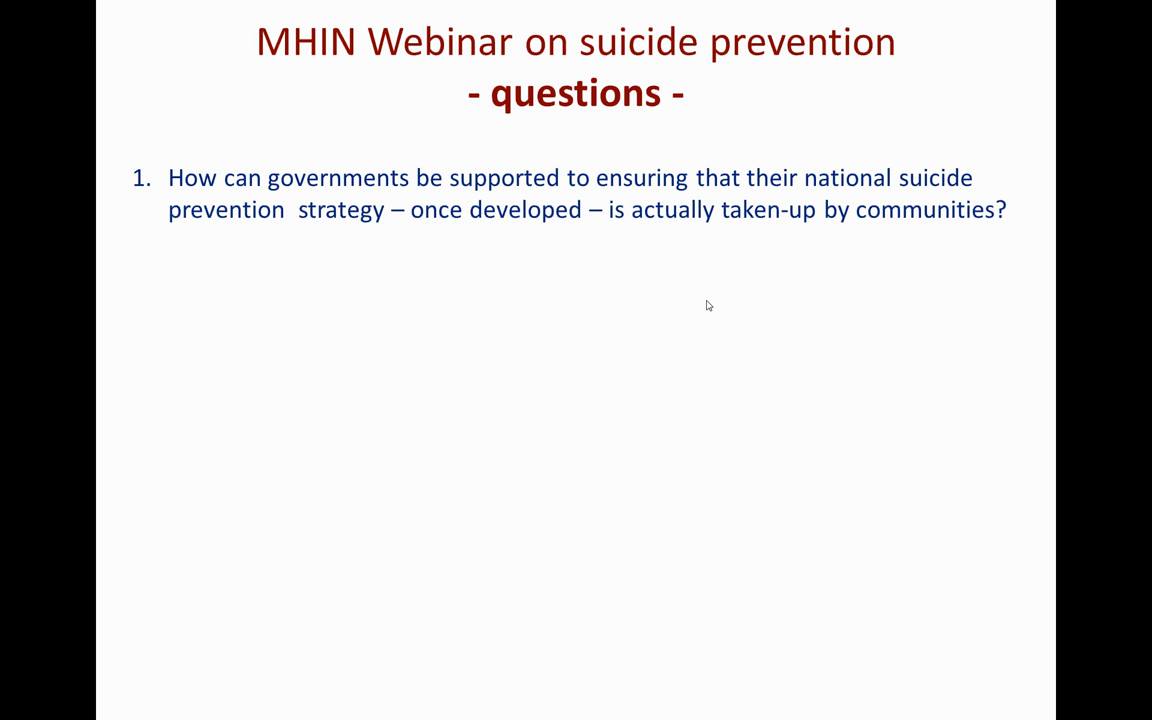 MHIN Webinar on suicide prevention
- questions -
1. How can governments be supported to ensuring that their national suicide
prevention  strategy – once developed – is actually taken-up by communities?